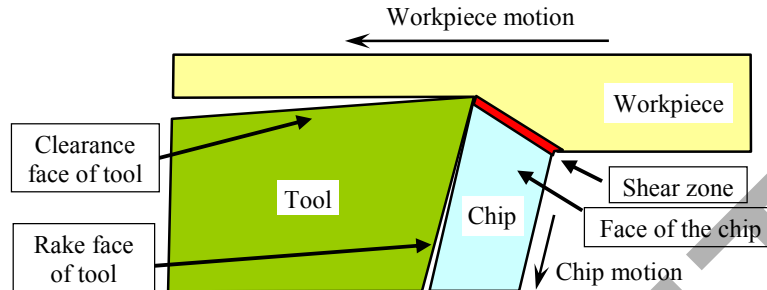 Workpiece motion
Workpiece
Clearance
face of tool
Tool
Shear zone
Chip
Face of the chip
Rake face
of tool
Chip motion